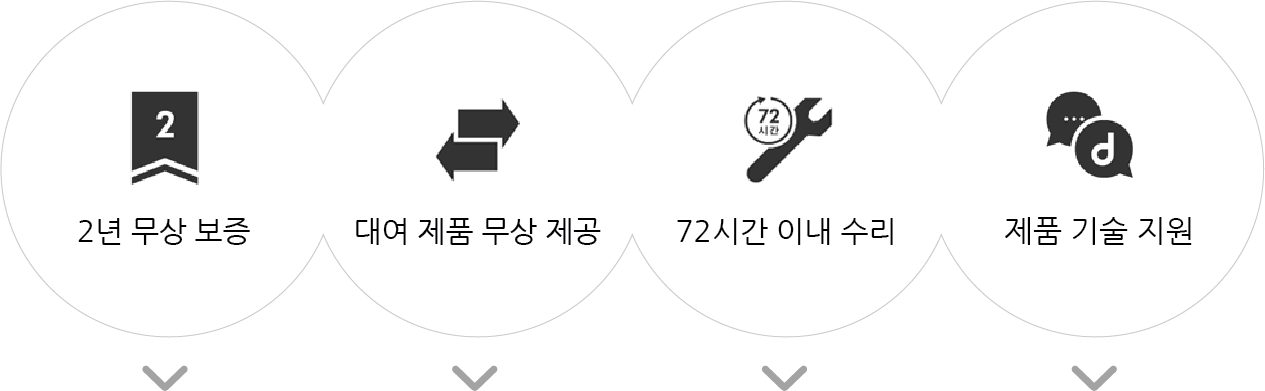 2
2년 무상 보증
대여 제품 무상 제공
72
시간
72시간 이내 수리
d
제품 기술 지원